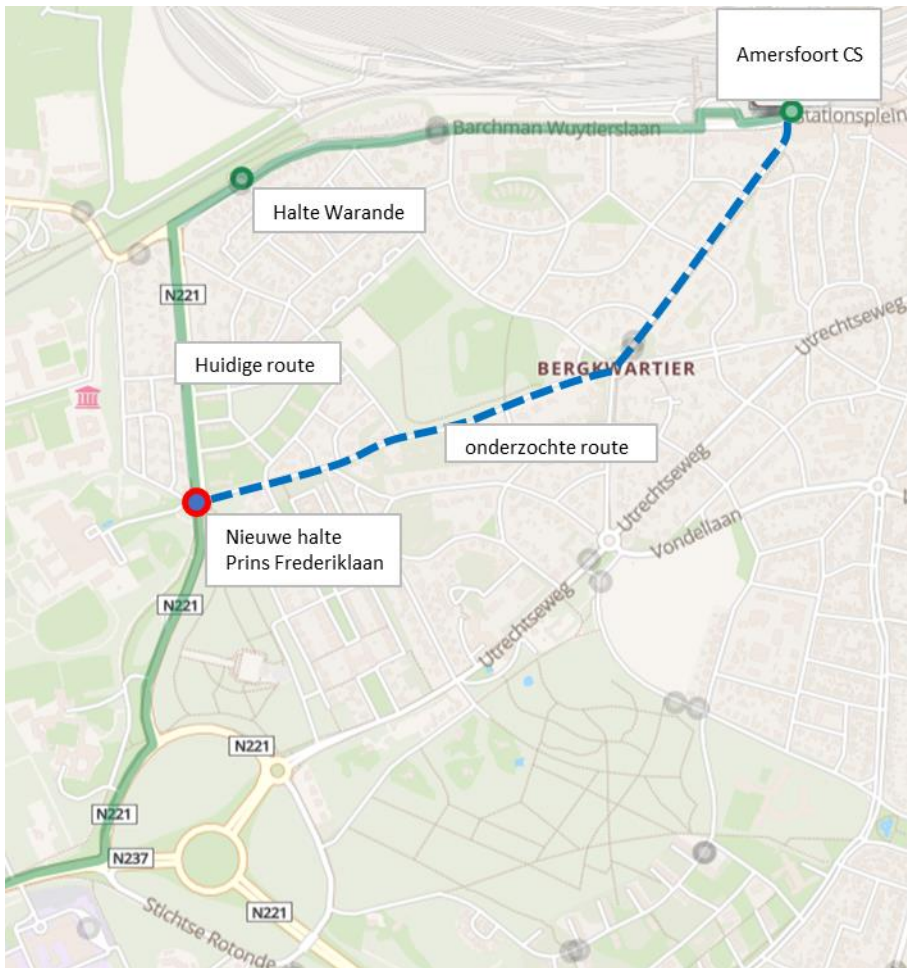 Amersfoort CS
Stationsplein
Barchman Wuytierslaan
Halte Warande
N221
Utrechtseweg
Huidige route
BERGKWARTIER
onderzochte route
Utrechtseweg
Nieuwe halte
Prins Frederiklaan
Vondellaan
N221
Utrechtseweg
N221
N221
N237
N221
Stichtse Rotonde